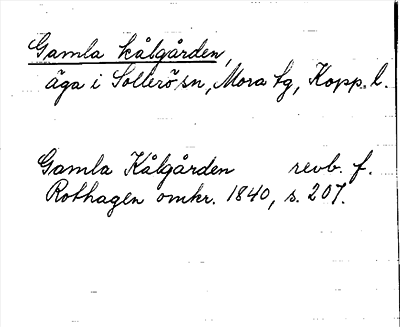 Gamla kålgården,
äga i Sollerö sn, Mora tg, Kopp. l.
Gamla Kålgården revb. f.
Rothagen omkr. 1840, s. 207.